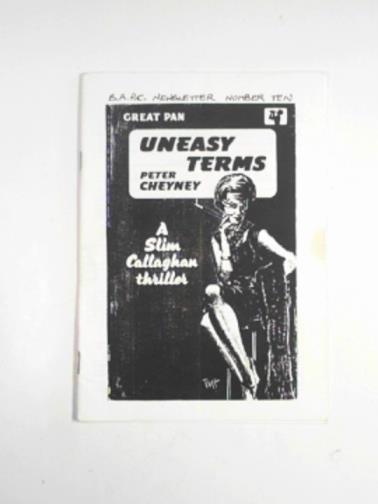 B.A.P.C. NEWSLETTER NUMBER TEN
GREAT PAN
UNEASY
TERMS
PETER
CHEYNEY
A
Slim
Callaghan
thriller